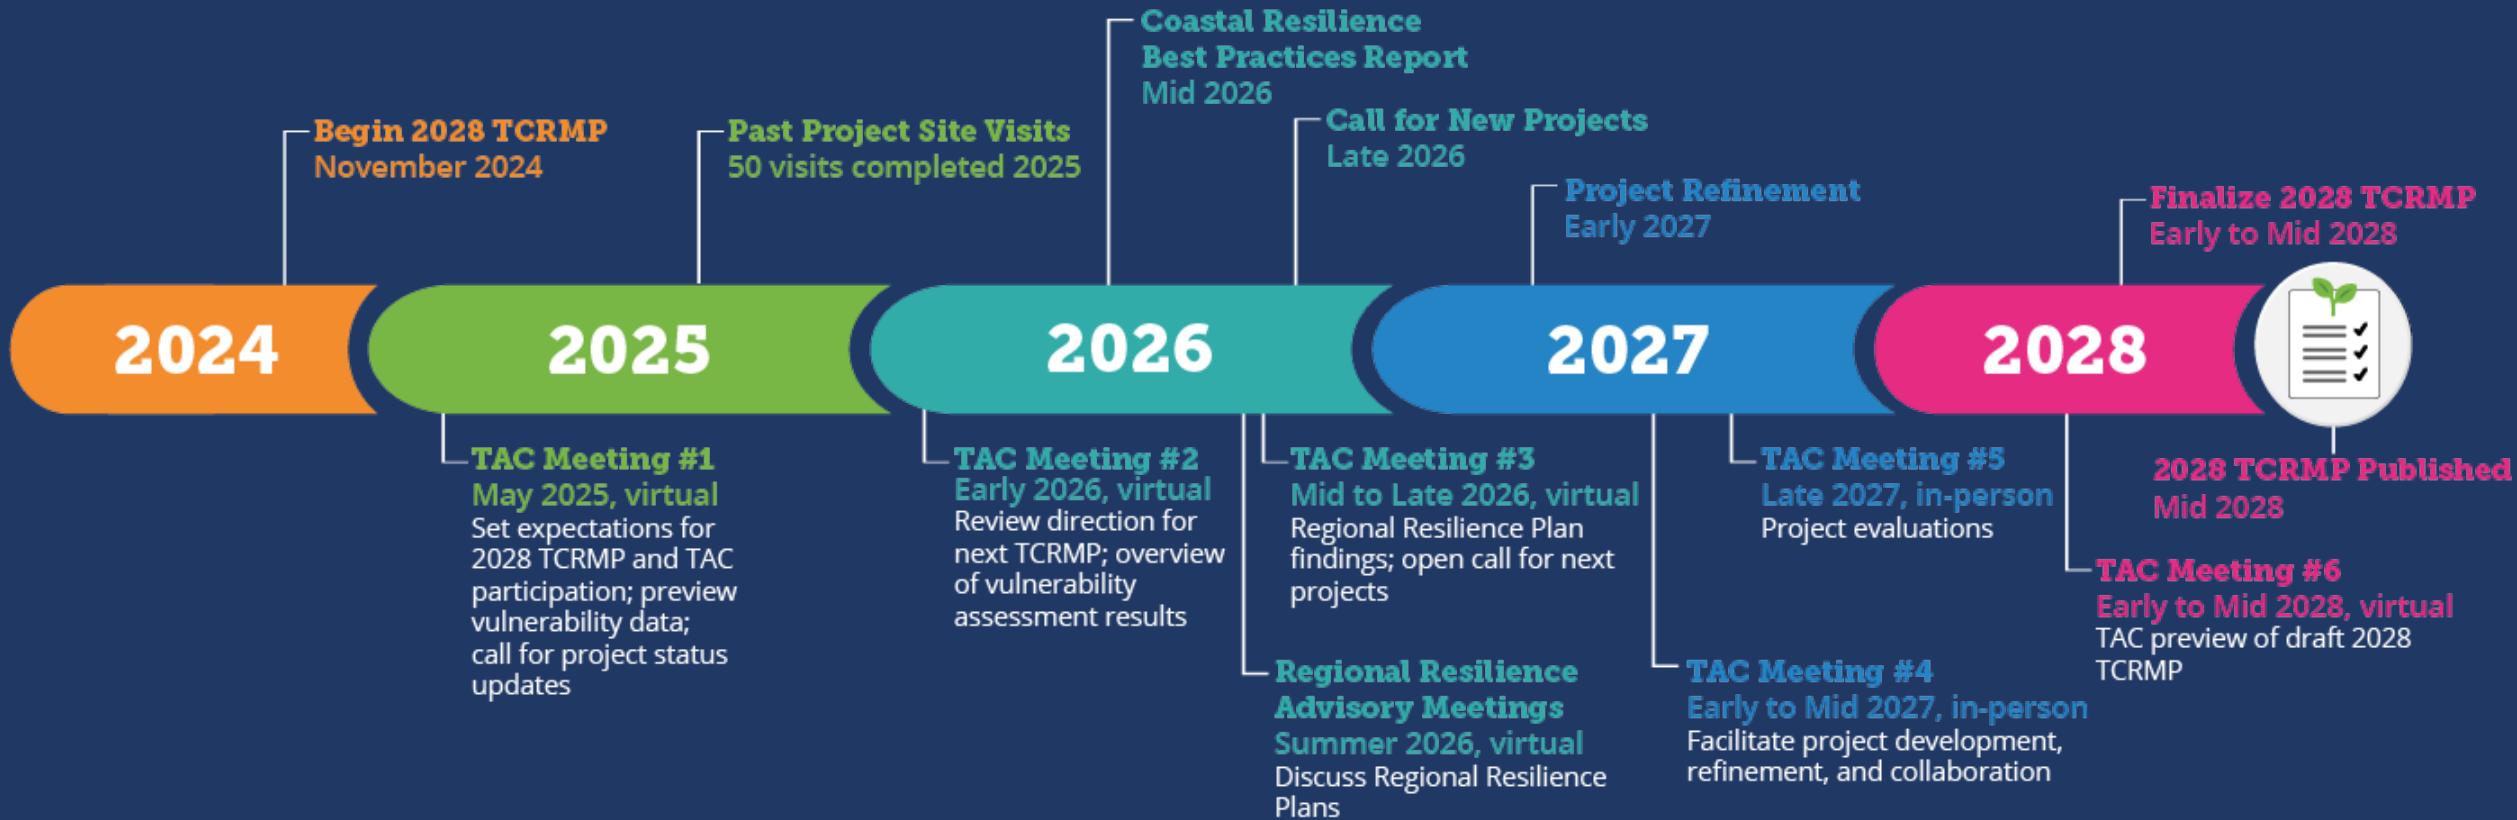 Coastal Resilience
Best Practices Report
Mid 2026
Begin 2028 TCRMP
November 2024
Past Project Site Visits
50 visits completed 2025
Call for New Projects
Late 2026
Project Refinement
Early 2027
Finalize 2028 TCRMP
Early to Mid 2028
2024
2025
2026
2027
2028
TAC Meeting #1
May 2025, virtual
Set expectations for
2028 TCRMP and TAC
participation; preview
vulnerability data;
call for project status
updates
TAC Meeting #2
Early 2026, virtual
Review direction for
next TCRMP; overview
of vulnerability
assessment results
TAC Meeting #3
Mid to Late 2026, virtual
Regional Resilience Plan
findings; open call for next
projects
Regional Resilience
Advisory Meetings
Summer 2026, virtual
Discuss Regional Resilience
Plans
TAC Meeting #5
Late 2027, in-person
Project evaluations
TAC Meeting #4
Early to Mid 2027, in-person
Facilitate project development,
refinement, and collaboration
2028 TCRMP Published
Mid 2028
TAC Meeting #6
Early to Mid 2028, virtual
TAC preview of draft 2028
TCRMP